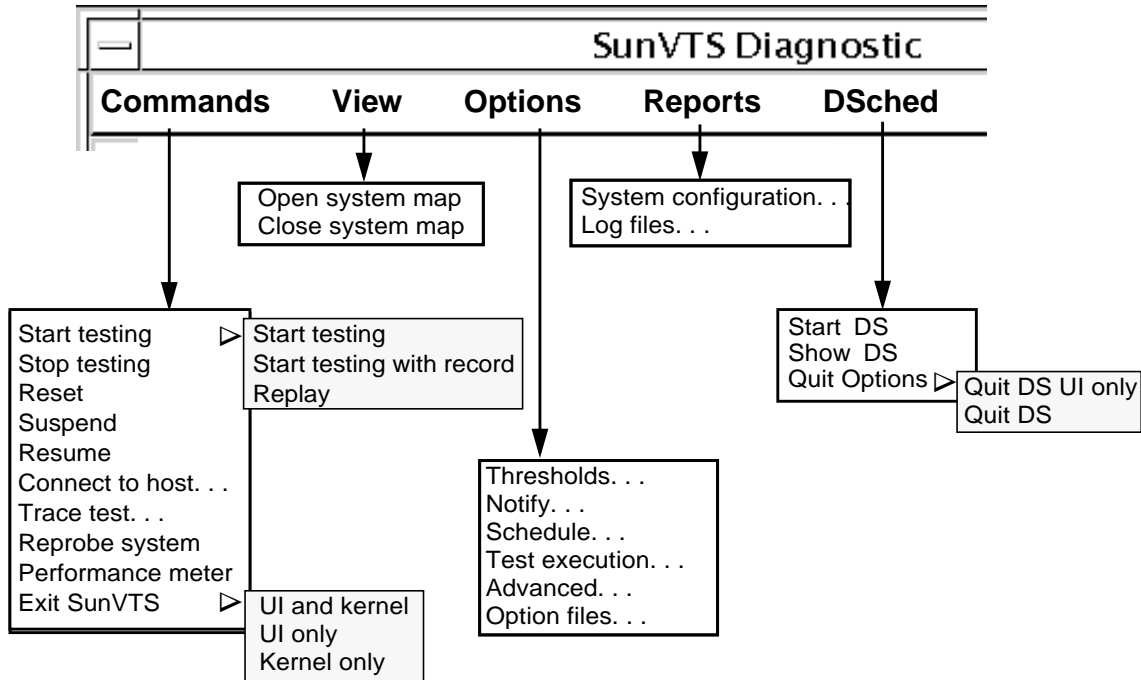 SunVTS Diagnostic
Commands View Options Reports DSched
Open system map
Close system map
System configuration. . .
Log files. . .
Start testing
Stop testing
Reset
Suspend
Resume
Connect to host. . .
Trace test. . .
Reprobe system
Performance meter
Exit SunVTS
Start testing
Start testing with record
Replay
UI and kernel
UI only
Kernel only
Thresholds. . .
Notify. . .
Schedule. . .
Test execution. . .
Advanced. . .
Option files. . .
Start DS
Show DS
Quit Options
Quit DS UI only
Quit DS